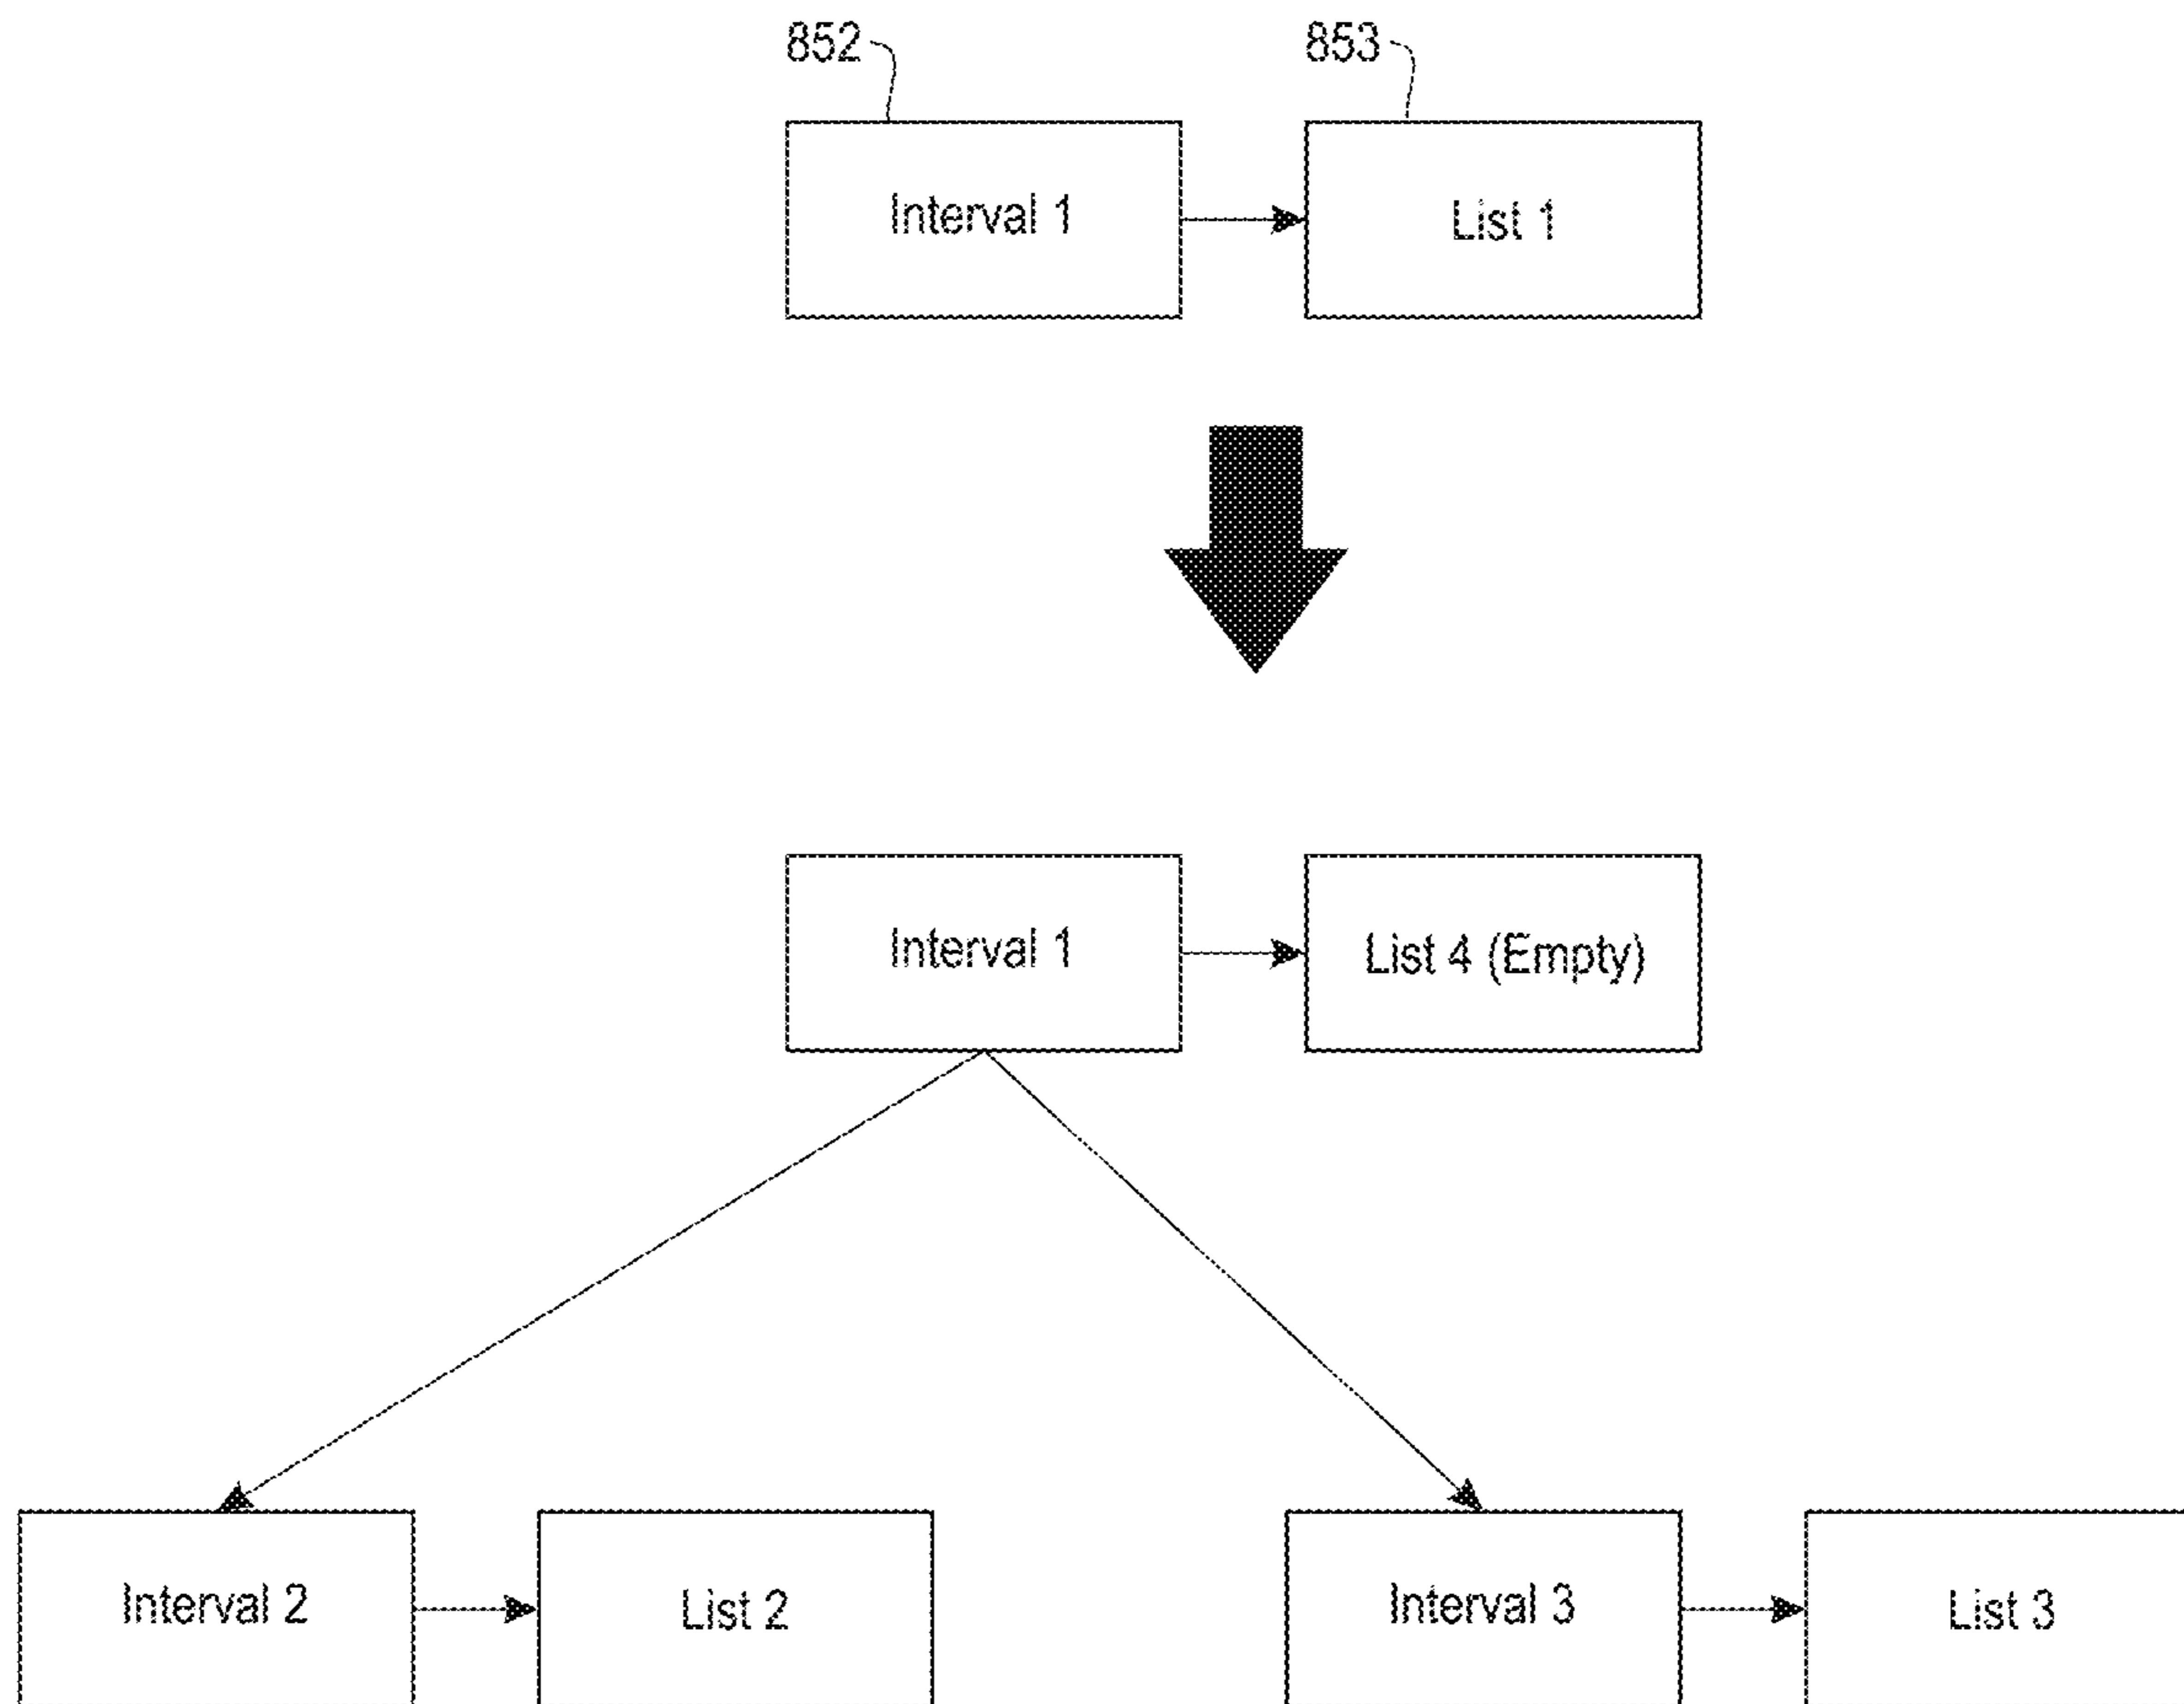 852
853
Interval 1
List 1
Interval 1
List 4 (Empty)
Interval 2
List 2
Interval 3
List 3